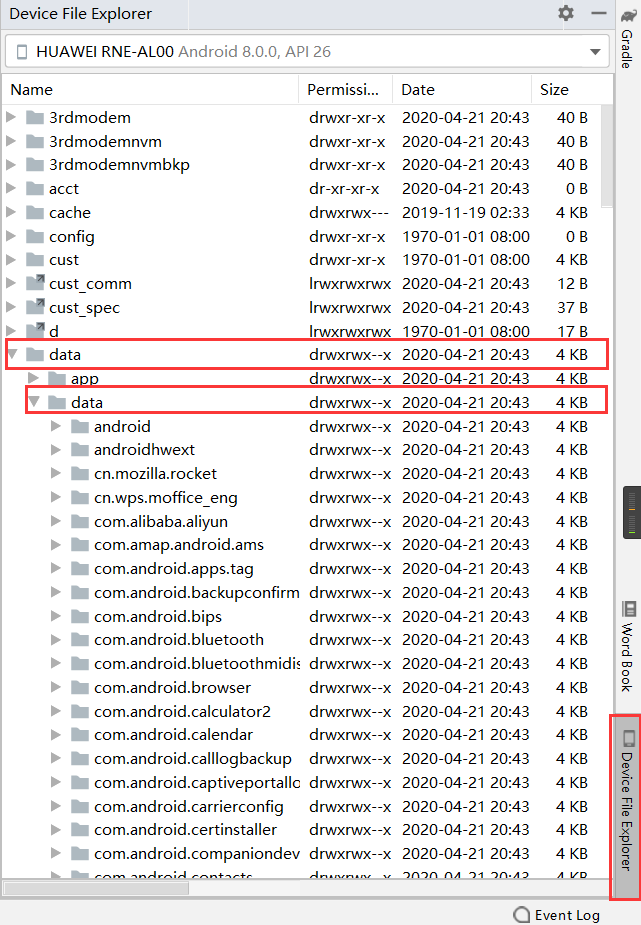 Device File Explorer
HUAWEI RNE-AL00 Android 8.0.0, API 26
Name Permissi... Date Size
3rdmodem drwxr-xr-x 2020-04-21 20:43 40 B
3rdmodemnvm drwxr-xr-x 2020-04-21 20:43 40 B
3rdmodemnvmbkp drwxr-xr-x 2020-04-21 20:43 40 B
acct dr-xr-xr-x 2020-04-21 20:43 0 B
cache drwxrwx--- 2019-11-19 02:33 4 KB
config drwxr-xr-x 1970-01-01 08:00 0 B
cust drwxr-xr-x 1970-01-01 08:00 4 KB
cust_comm lrwxrwxrwx 2020-04-21 20:43 12 B
cust_spec lrwxrwxrwx 2020-04-21 20:43 37 B
d lrwxrwxrwx 1970-01-01 08:00 17 B
data drwxrwx--x 2020-04-21 20:43 4 KB
app drwxrwx--x 2020-04-21 20:43 4 KB
data drwxrwx--x 2020-04-21 20:43 4 KB
android drwxrwx--x 2020-04-21 20:43 4 KB
androidhwext drwxrwx--x 2020-04-21 20:43 4 KB
cn.mozilla.rocket drwxrwx--x 2020-04-21 20:43 4 KB
cn.wps.moffice_eng drwxrwx--x 2020-04-21 20:43 4 KB
com.alibaba.aliyun drwxrwx--x 2020-04-21 20:43 4 KB
com.amap.android.ams drwxrwx--x 2020-04-21 20:43 4 KB
com.android.apps.tag drwxrwx--x 2020-04-21 20:43 4 KB
com.android.backupconfirm drwxrwx--x 2020-04-21 20:43 4 KB
com.android.bips drwxrwx--x 2020-04-21 20:43 4 KB
com.android.bluetooth drwxrwx--x 2020-04-21 20:43 4 KB
com.android.bluetoothmidis drwxrwx--x 2020-04-21 20:43 4 KB
com.android.browser drwxrwx--x 2020-04-21 20:43 4 KB
com.android.calculator2 drwxrwx--x 2020-04-21 20:43 4 KB
com.android.calendar drwxrwx--x 2020-04-21 20:43 4 KB
com.android.calllogbackup drwxrwx--x 2020-04-21 20:43 4 KB
com.android.captiveportallo drwxrwx--x 2020-04-21 20:43 4 KB
com.android.carrierconfig drwxrwx--x 2020-04-21 20:43 4 KB
com.android.certinstaller drwxrwx--x 2020-04-21 20:43 4 KB
com.android.companiondev drwxrwx--x 2020-04-21 20:43 4 KB
com.android.contacts drwxrwx--x 2020-04-21 20:43 4 KB
Gradle
Word Book
Device File Explorer
Event Log